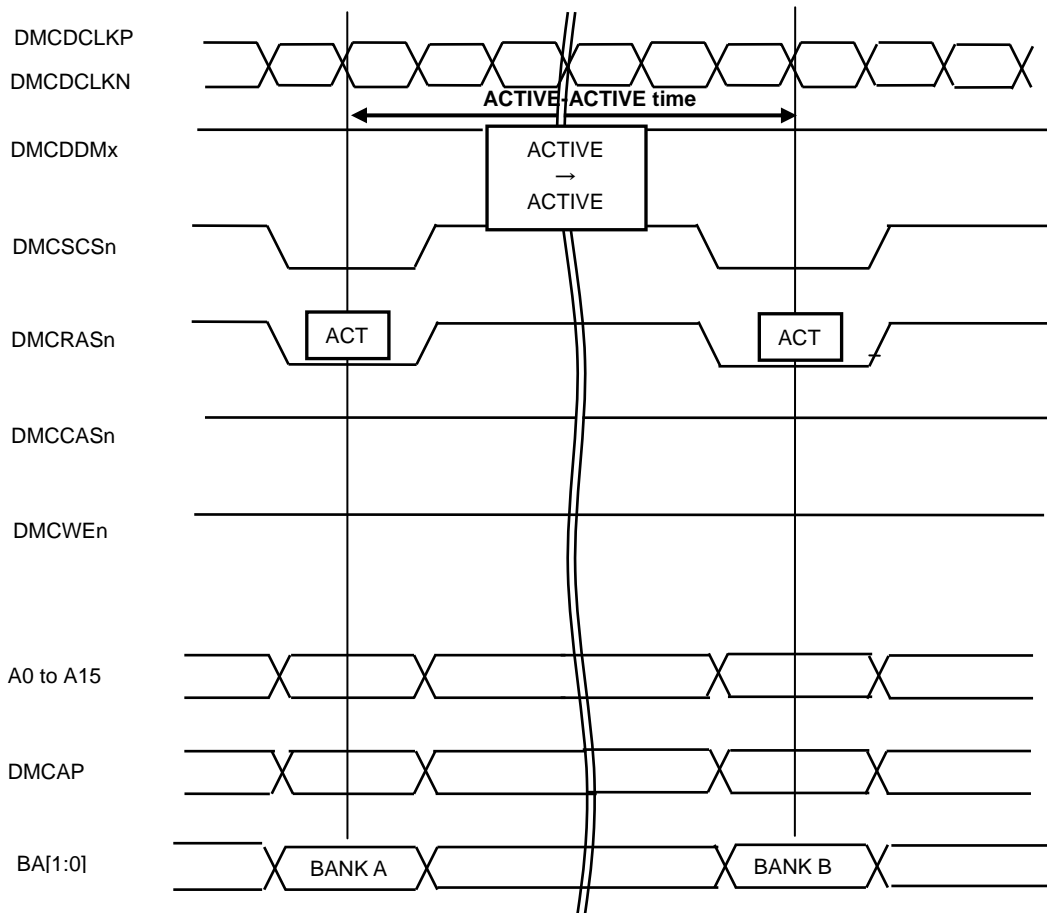 DMCDCLKP
DMCDCLKN
ACTIVE-ACTIVE time
DMCDDMx
ACTIVE
→
ACTIVE
DMCSCSn
DMCRASn
ACT
ACT
DMCCASn
DMCWEn
A0 to A15
DMCAP
BA[1:0]
BANK A
BANK B